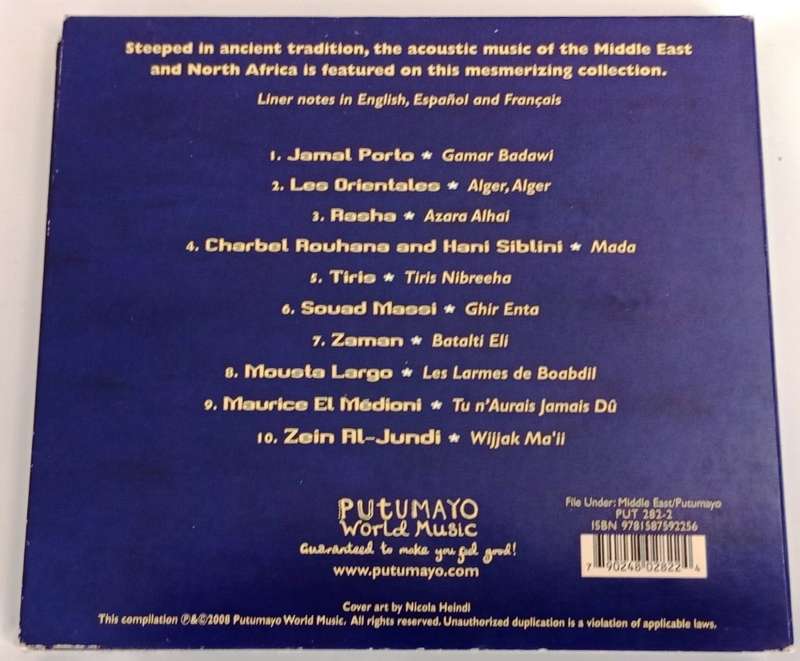 Steeped in ancient tradition, the acoustic music of the Middle East
and North Africa is featured on this mesmerizing collection.
Liner notes in English, Español and Français
1. Jamal Porto * Gamar Badawi
2. Les Orientales * Alger, Alger
3. Rasha * Azara Alhai
4. Charbel Rouhana and Hani Siblini * Mada
5. Tiris * Tiris Nibreeha
6. Souad Massi * Ghir Enta
7. Zaman * Batalti Eli
8. Mousta Largo * Les Larmes de Boabdil
9. Maurice El Médioni * Tu n'Aurais Jamais Dû
10. Zein Al-Jundi * Wijjak Ma'ii
PUTUMAYO
World Music
Guaranteed to make you feel good!
www.putumayo.com
File Under: Middle East/Putumayo
PUT 282-2
ISBN 9781587592256
7 90248 02822 4
Cover art by Nicola Heindl
This compilation ℗&©2008 Putumayo World Music. All rights reserved. Unauthorized duplication is a violation of applicable laws.